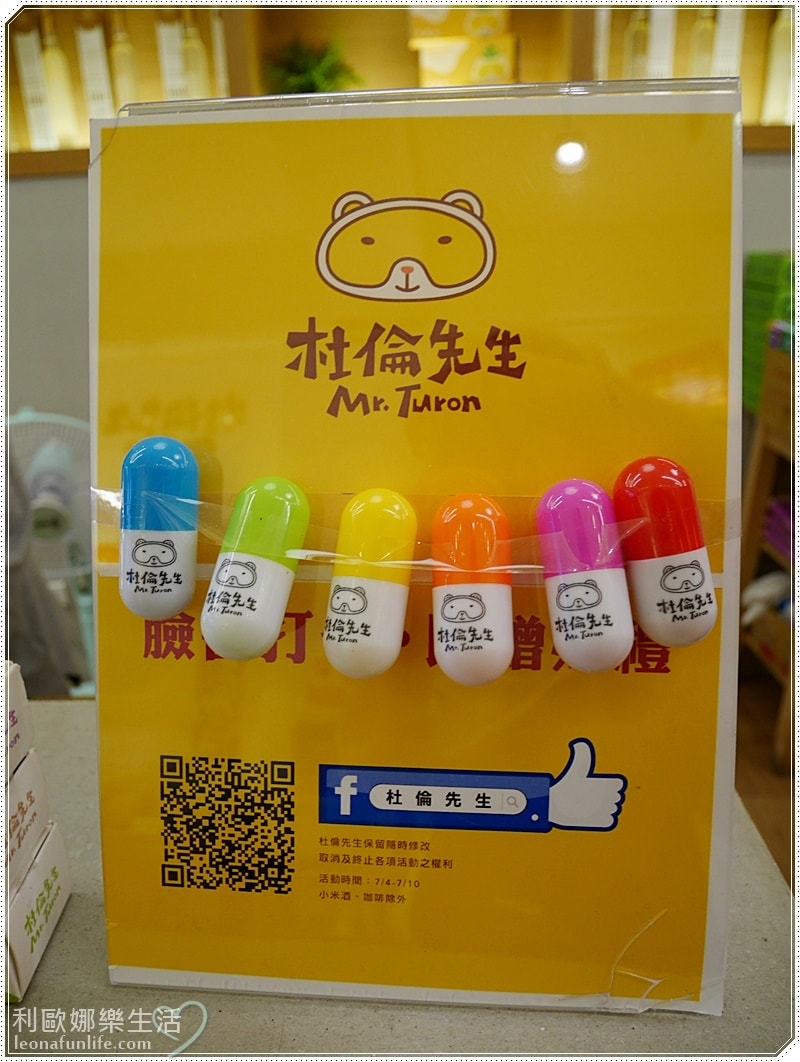 杜倫先生
Mr. Turon
杜倫先生
Mr. Turon
杜倫先生
Mr. Turon
杜倫先生
Mr. Turon
杜倫先生
Mr. Turon
杜倫先生
Mr. Turon
杜倫先生
Mr. Turon
臉 打 贈 禮
f 杜倫先生
杜倫先生保留隨時修改
取消及終止各項活動之權利
活動時間：7/4-7/10
小米酒、咖啡除外
杜倫先生
Mr. Turon
利歐娜樂生活
leonafunlife.com